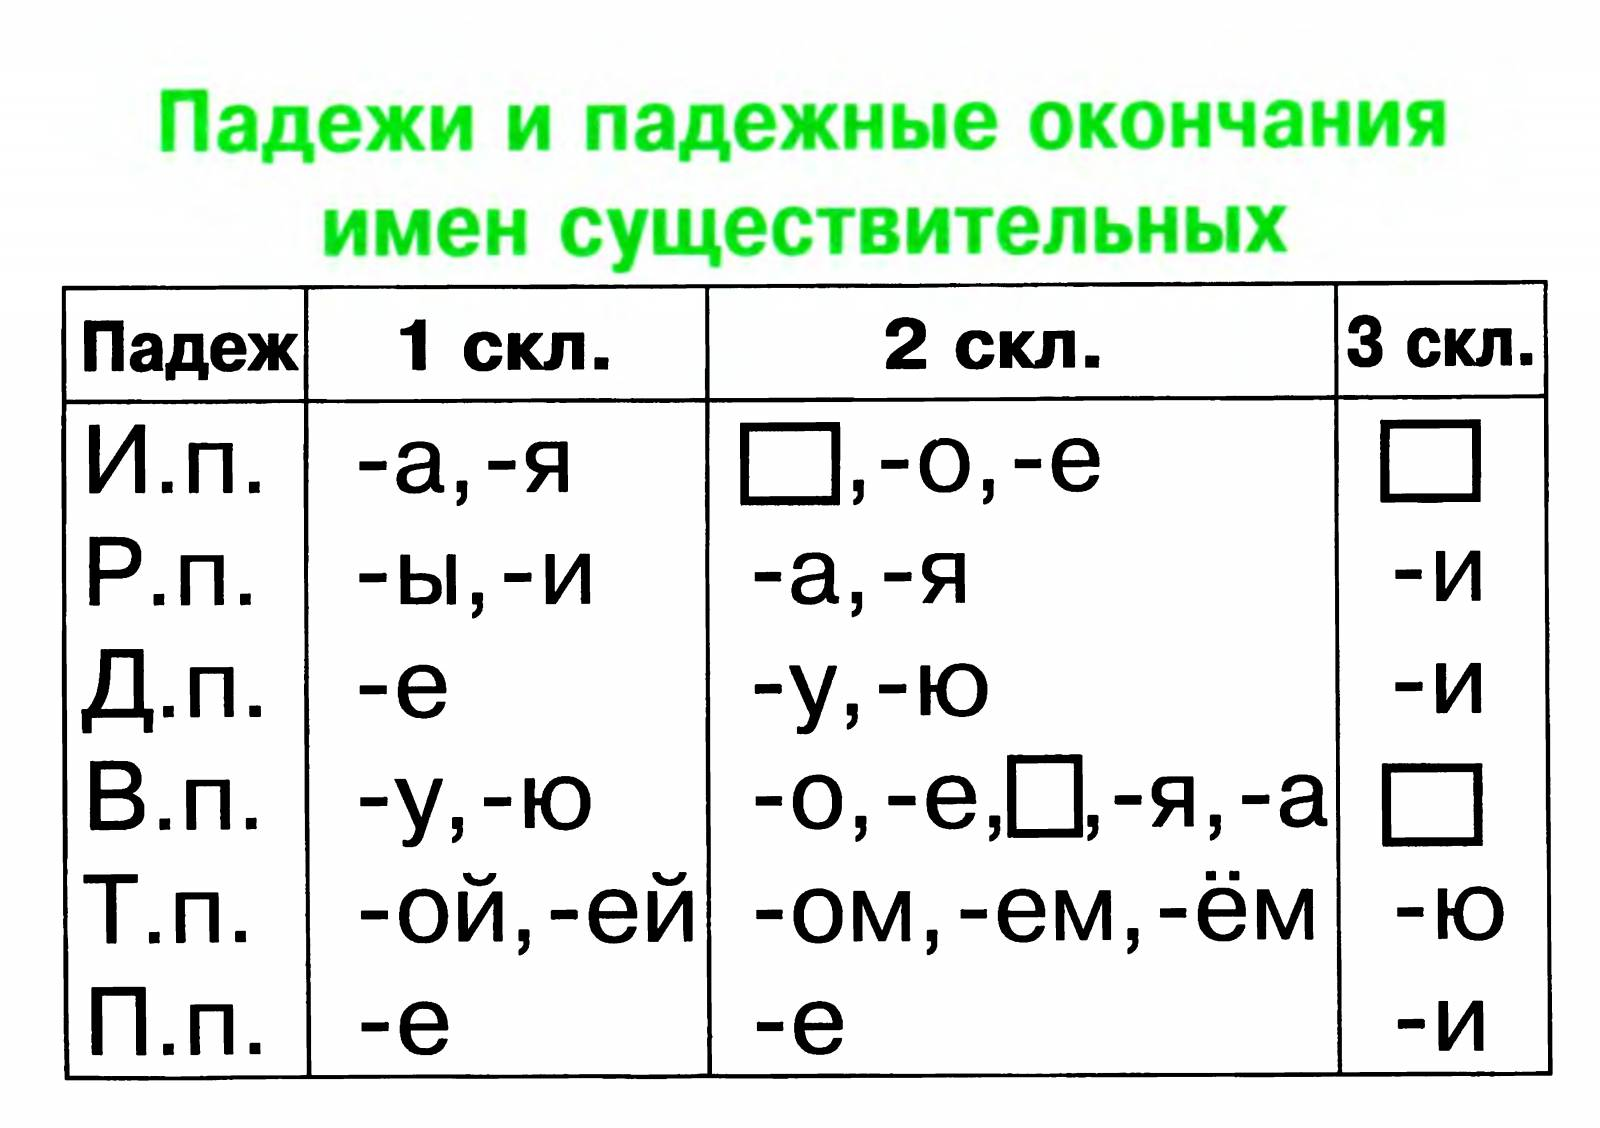 Падежи и падежные окончания
имен существительных
Падеж 1 скл. 2 скл. 3 скл.
И.п. -а, -я □, -о, -е □
Р.п. -ы, -и -а, -я -и
Д.п. -е -у, -ю -и
В.п. -у, -ю -о, -е, □, -я, -а □
Т.п. -ой, -ей -ом, -ем, -ём -ю
П.п. -е -е -и